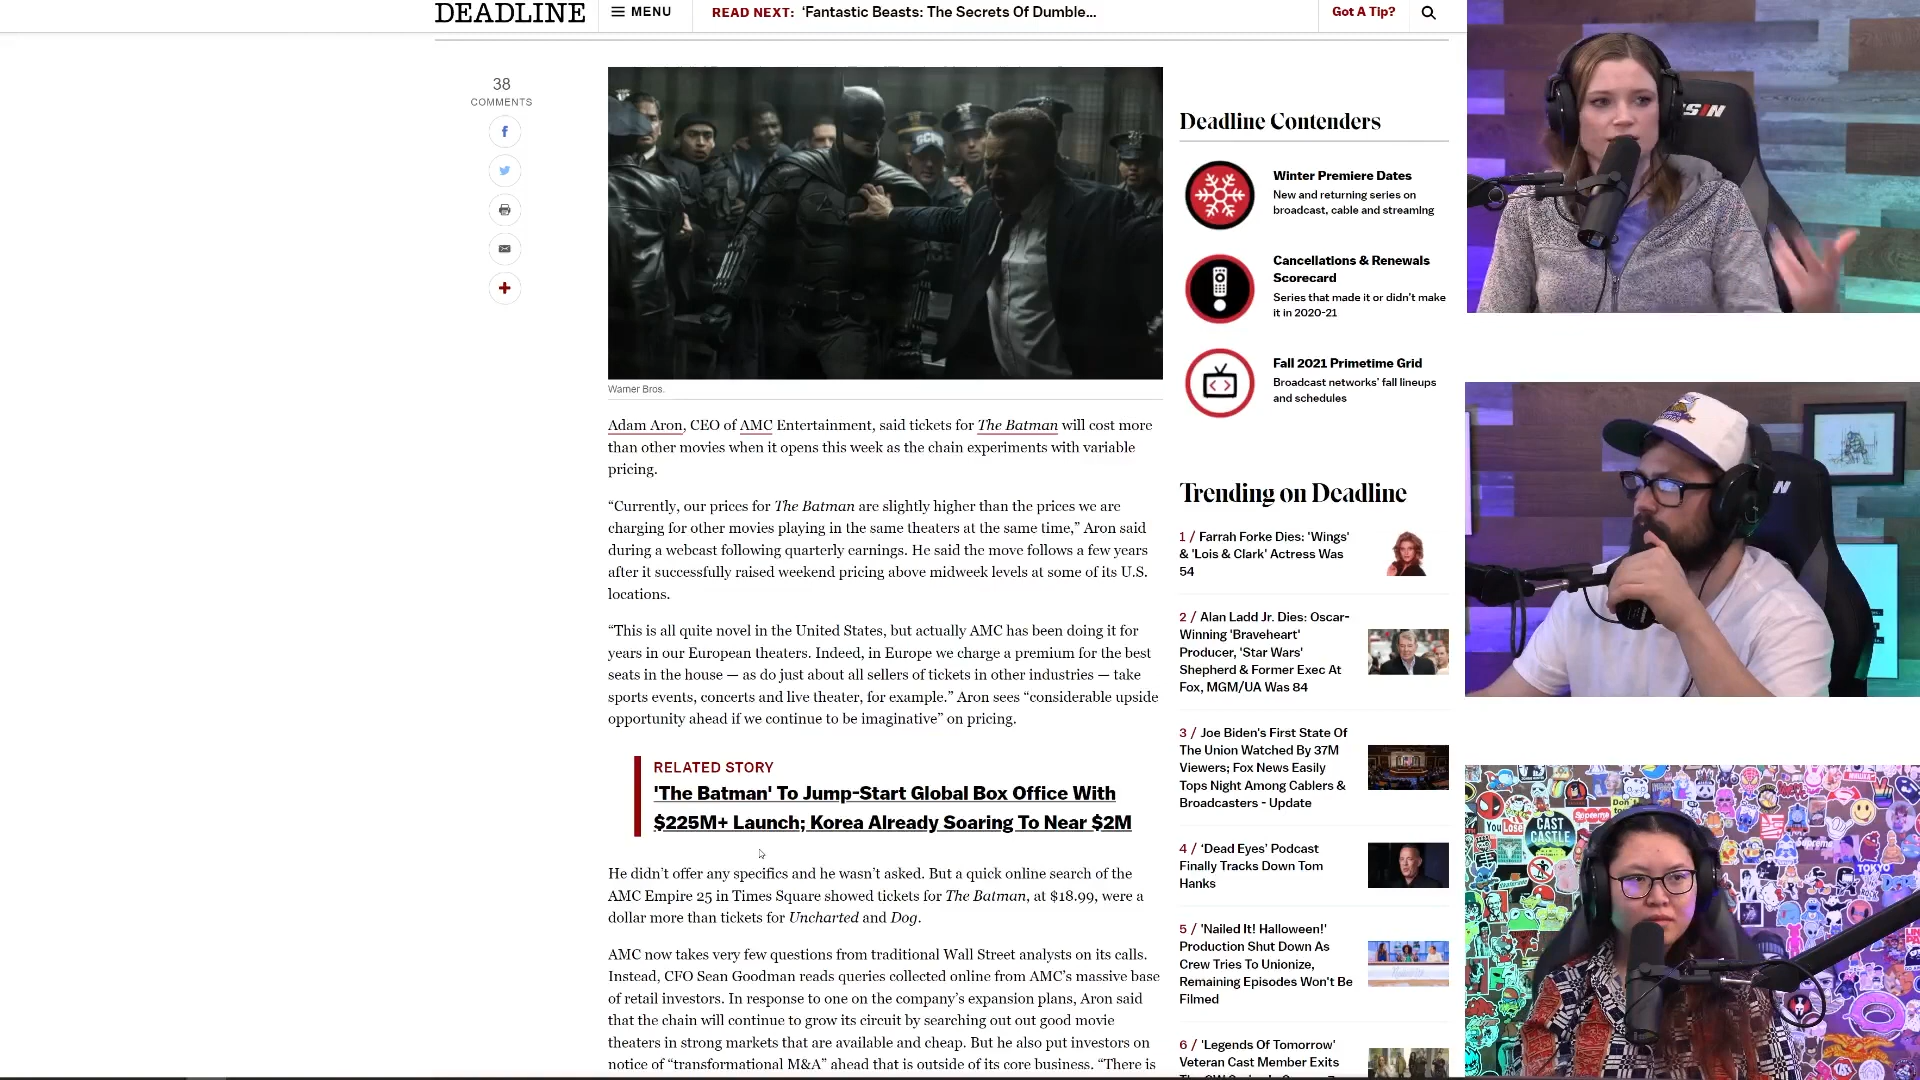 DEADLINE
MENU
READ NEXT: ‘Fantastic Beasts: The Secrets Of Dumble...
Got A Tip?
38
COMMENTS
Warner Bros.
Adam Aron, CEO of AMC Entertainment, said tickets for The Batman will cost more
than other movies when it opens this week as the chain experiments with variable
pricing.
“Currently, our prices for The Batman are slightly higher than the prices we are
charging for other movies playing in the same theaters at the same time,” Aron said
during a webcast following quarterly earnings. He said the move follows a few years
after it successfully raised weekend pricing above midweek levels at some of its U.S.
locations.
“This is all quite novel in the United States, but actually AMC has been doing it for
years in our European theaters. Indeed, in Europe we charge a premium for the best
seats in the house — as do just about all sellers of tickets in other industries — take
sports events, concerts and live theater, for example.” Aron sees “considerable upside
opportunity ahead if we continue to be imaginative” on pricing.
RELATED STORY
'The Batman' To Jump-Start Global Box Office With
$225M+ Launch; Korea Already Soaring To Near $2M
He didn’t offer any specifics and he wasn’t asked. But a quick online search of the
AMC Empire 25 in Times Square showed tickets for The Batman, at $18.99, were a
dollar more than tickets for Uncharted and Dog.
AMC now takes very few questions from traditional Wall Street analysts on its calls.
Instead, CFO Sean Goodman reads queries collected online from AMC’s massive base
of retail investors. In response to one on the company’s expansion plans, Aron said
that the chain will continue to grow its circuit by searching out out good movie
theaters in strong markets that are available and cheap. But he also put investors on
notice of “transformational M&A” ahead that is outside of its core business. “There is
Deadline Contenders
Winter Premiere Dates
New and returning series on
broadcast, cable and streaming
Cancellations & Renewals
Scorecard
Series that made it or didn’t make
it in 2020-21
Fall 2021 Primetime Grid
Broadcast networks’ fall lineups
and schedules
Trending on Deadline
1 / Farrah Forke Dies: 'Wings'
& 'Lois & Clark' Actress Was
54
2 / Alan Ladd Jr. Dies: Oscar-
Winning 'Braveheart'
Producer, 'Star Wars'
Shepherd & Former Exec At
Fox, MGM/UA Was 84
3 / Joe Biden's First State Of
The Union Watched By 37M
Viewers; Fox News Easily
Tops Night Among Cablers &
Broadcasters - Update
4 / ‘Dead Eyes’ Podcast
Finally Tracks Down Tom
Hanks
5 / 'Nailed It! Halloween!'
Production Shut Down As
Crew Tries To Unionize,
Remaining Episodes Won't Be
Filmed
6 / 'Legends Of Tomorrow'
Veteran Cast Member Exits
GCPD
SIN
N
You Lose
CAST
CASTLE
Supreme
TOKYO